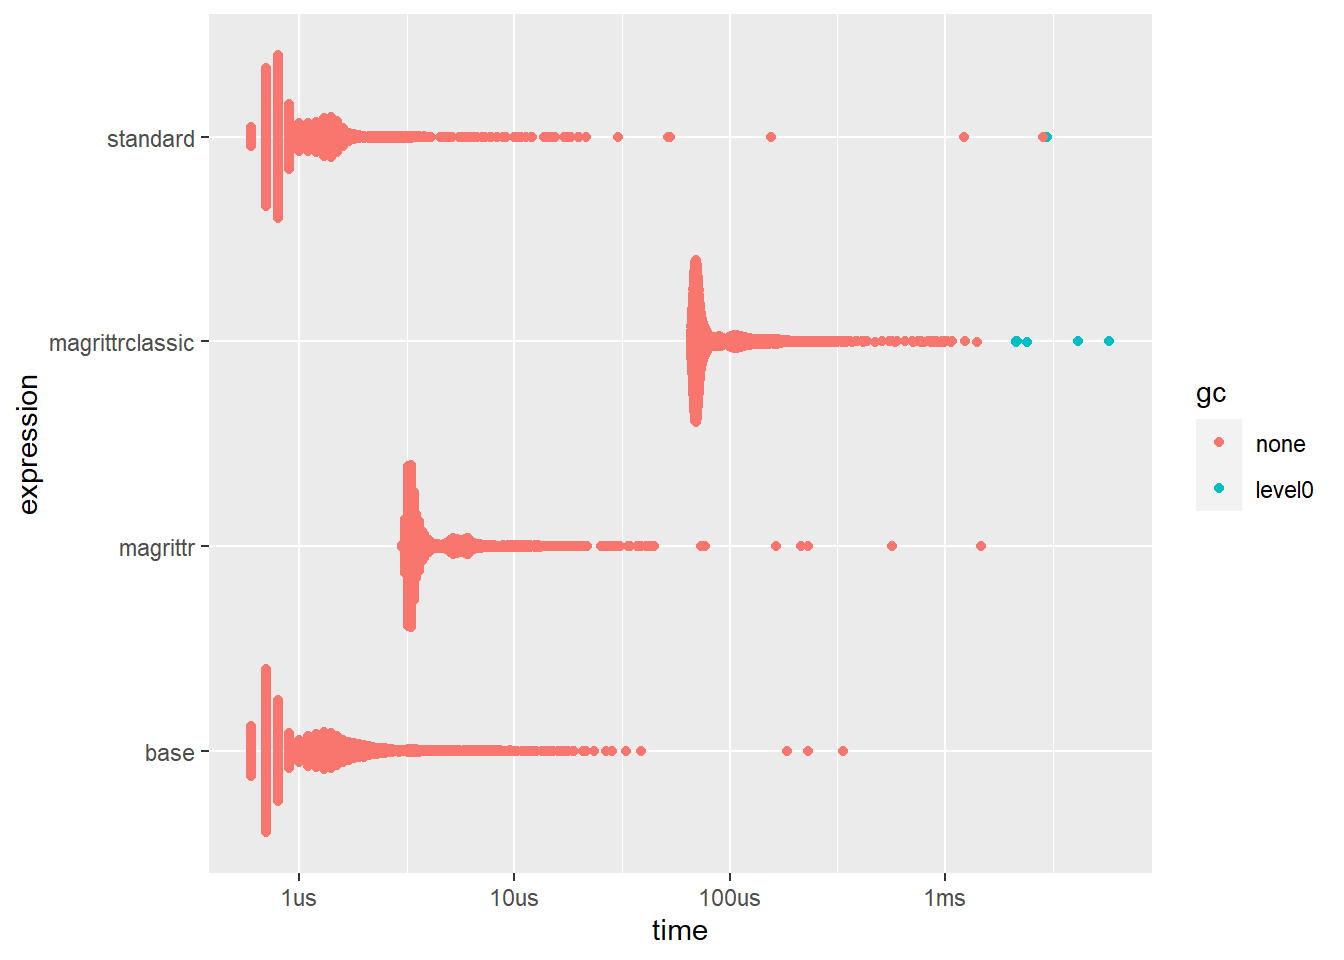 standard
magrittrclassic
magrittr
base
expression
1us
10us
100us
1ms
time
gc
none
level0